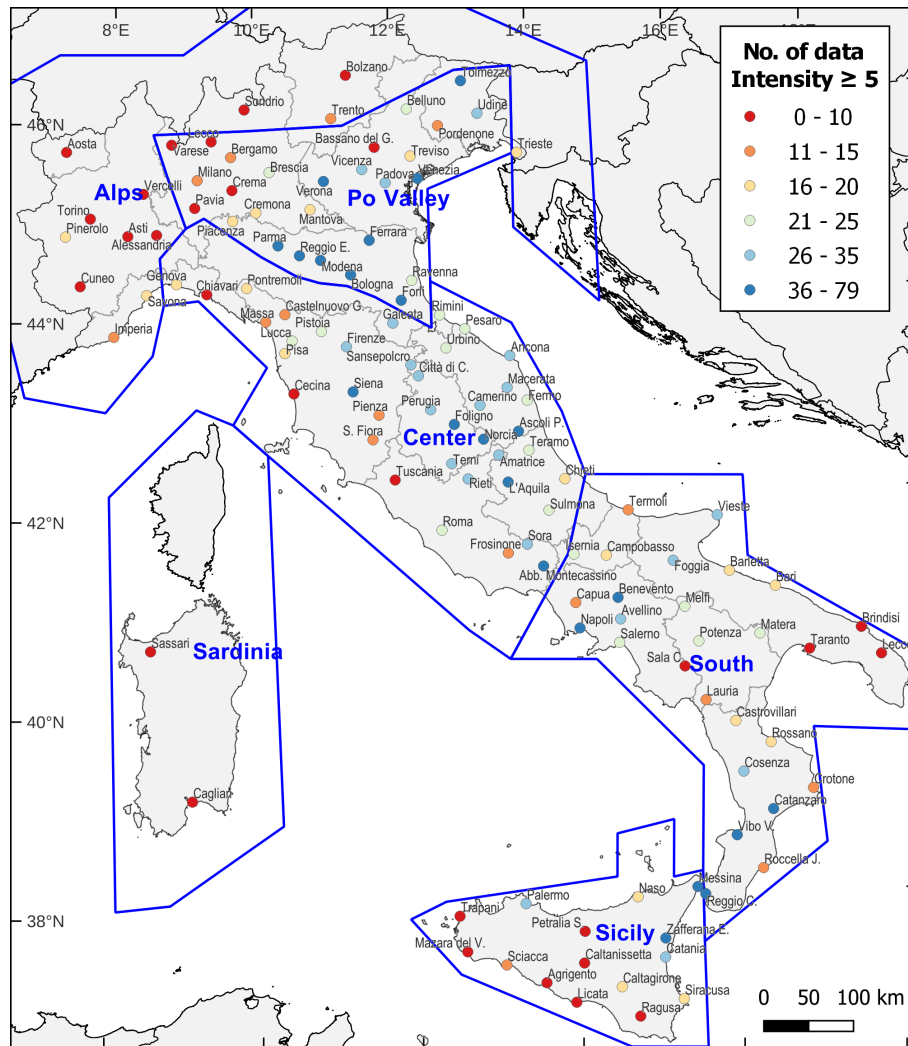 8°E 10°E 12°E 14°E 16°E 18°E
No. of data
Intensity ≥ 5
0 - 10
11 - 15
16 - 20
21 - 25
26 - 35
36 - 79
46°N
44°N
42°N
40°N
38°N
Bolzano
Tolmezzo
Sondrio
Belluno
Trento
Udine
Pordenone
Lecco
Bassano del G.
Aosta
Varese
Bergamo
Vicenza
Treviso
Trieste
Milano
Brescia
Padova
Venezia
Alps
Vercelli
Crema
Verona
Po Valley
Pavia
Cremona
Mantova
Torino
Pinerolo
Asti
Piacenza
Ferrara
Alessandria
Parma
Reggio E.
Modena
Bologna
Cuneo
Genova
Pontremoli
Ravenna
Savona
Chiavari
Forlì
Imperia
Massa
Castelnuovo G.
Galeata
Rimini
Pistoia
Pesaro
Lucca
Firenze
Urbino
Pisa
Sansepolcro
Ancona
Città di C.
Cecina
Siena
Macerata
Perugia
Camerino
Fermo
Pienza
Foligno
Ascoli P.
S. Fiora
Center
Norcia
Teramo
Terni
Amatrice
Tuscania
Rieti
L'Aquila
Chieti
Sulmona
Termoli
Vieste
Roma
Sora
Frosinone
Isernia
Campobasso
Foggia
Barletta
Abb. Montecassino
Bari
Capua
Benevento
Melfi
Napoli
Avellino
Brindisi
Salerno
Potenza
Matera
Taranto
Lecce
Sassari
Sardinia
Sala C.
South
Lauria
Castrovillari
Rossano
Cosenza
Crotone
Cagliari
Catanzaro
Vibo V.
Roccella J.
Messina
Reggio C.
Naso
Palermo
Trapani
Petralia S.
Sicily
Zafferana E.
Mazara del V.
Sciacca
Caltanissetta
Catania
Agrigento
Caltagirone
Siracusa
Licata
Ragusa
0 50 100 km